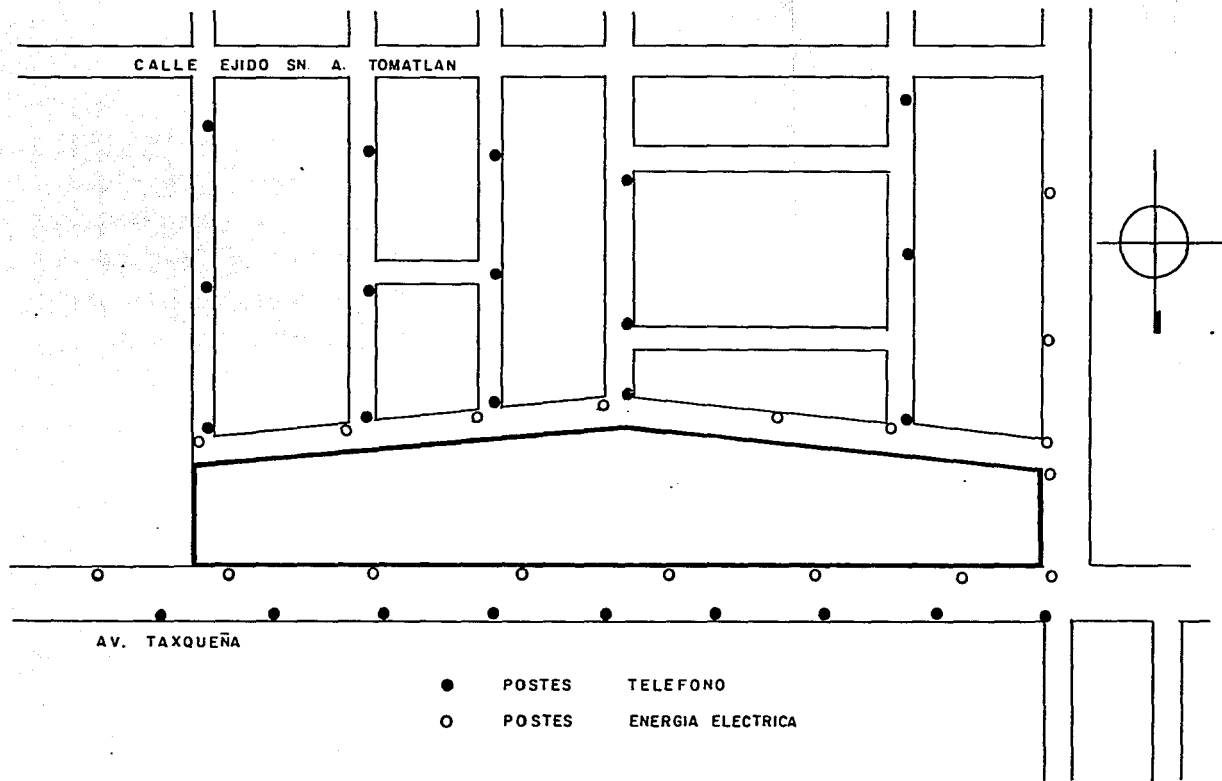 CALLE EJIDO SN. A. TOMATLAN
AV. TAXQUEÑA
POSTES TELEFONO
POSTES ENERGIA ELECTRICA